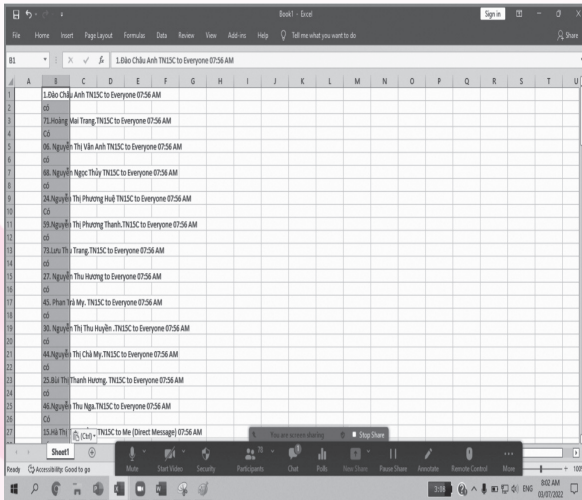 Book1 - Excel
Sign in
File Home Insert Page Layout Formulas Data Review View Add-ins Help Tell me what you want to do
Share
B1 fx 1.Đào Châu Anh TN15C to Everyone 07:56 AM
A B C D E F G H I J K L M N O P Q R S T U
1 1.Đào Châu Anh TN15C to Everyone 07:56 AM
2 có
3 71.Hoàng Mai Trang.TN15C to Everyone 07:56 AM
4 Có
5 06. Nguyễn Thị Vân Anh TN15C to Everyone 07:56 AM
6 có
7 68. Nguyễn Ngọc Thủy TN15C to Everyone 07:56 AM
8 có
9 24.Nguyễn Thị Phương Huệ TN15C to Everyone 07:56 AM
10 Có
11 59.Nguyễn Thị Phương Thanh.TN15C to Everyone 07:56 AM
12 có
13 73.Lưu Thu Trang.TN15C to Everyone 07:56 AM
14 có
15 27. Nguyễn Thu Hương TN15C to Everyone 07:56 AM
16 có
17 45. Phan Trà My. TN15C to Everyone 07:56 AM
18 có
19 30. Nguyễn Thị Thu Huyền .TN15C to Everyone 07:56 AM
20 có
21 44.Nguyễn Thị Chà My.TN15C to Everyone 07:56 AM
22 có
23 25.Bùi Thị Thanh Hương. TN15C to Everyone 07:56 AM
24 có
25 46.Nguyễn Thu Nga.TN15C to Everyone 07:56 AM
26 Có
27 15.Hà Thị TN15C to Me (Direct Message) 07:56 AM
(Ctrl)
You are screen sharing Stop Share
Sheet1
Mute Start Video Security Participants 78 Chat Polls New Share Pause Share Annotate Remote Control More
Ready Accessibility: Good to go
ENG 8:02 AM
03/07/2022